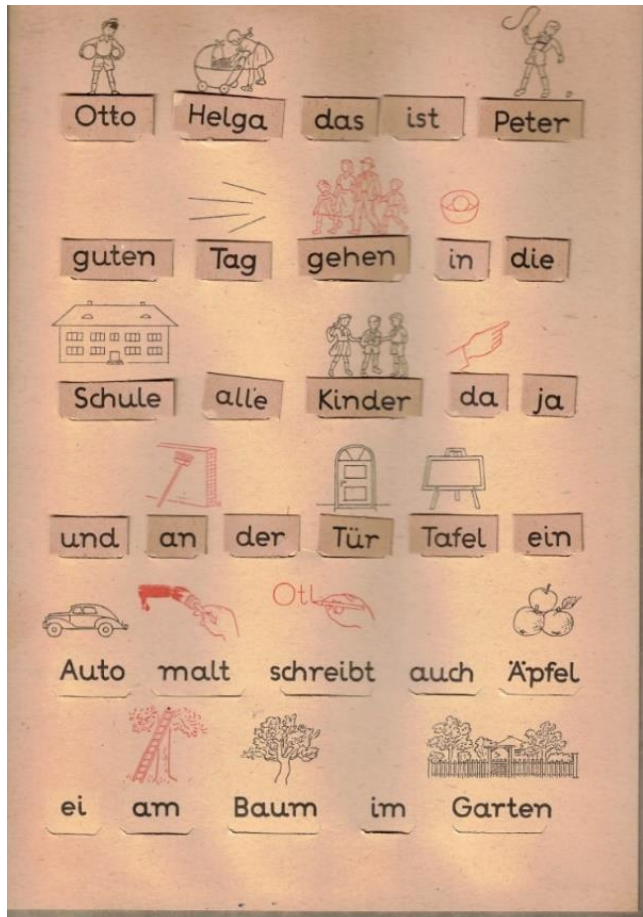 Otto Helga das ist Peter
guten Tag gehen in die
Schule alle Kinder da ja
und an der Tür Tafel ein
Otto
Auto malt schreibt auch Äpfel
ei am Baum im Garten